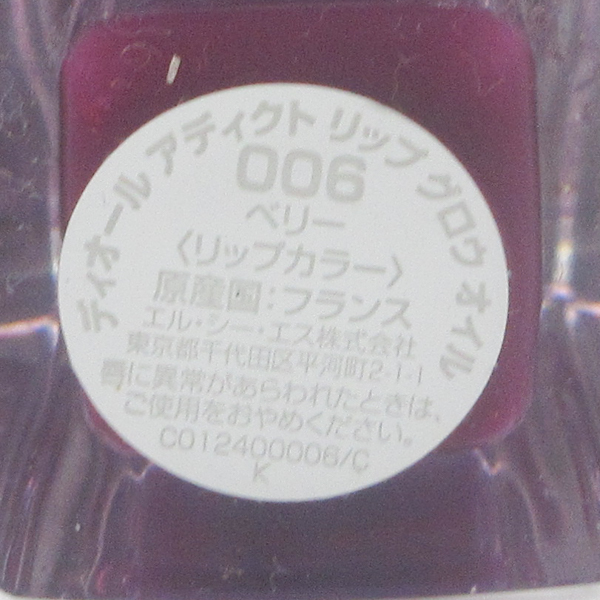 ディオール アディクト リップ グロウ オイル
006
ベリー
〈リップカラー〉
原産国:フランス
エル・シー・エス株式会社
東京都千代田区平河町2-1-1
唇に異常があらわれたときは、
ご使用をおやめください。
C012400006/C
K